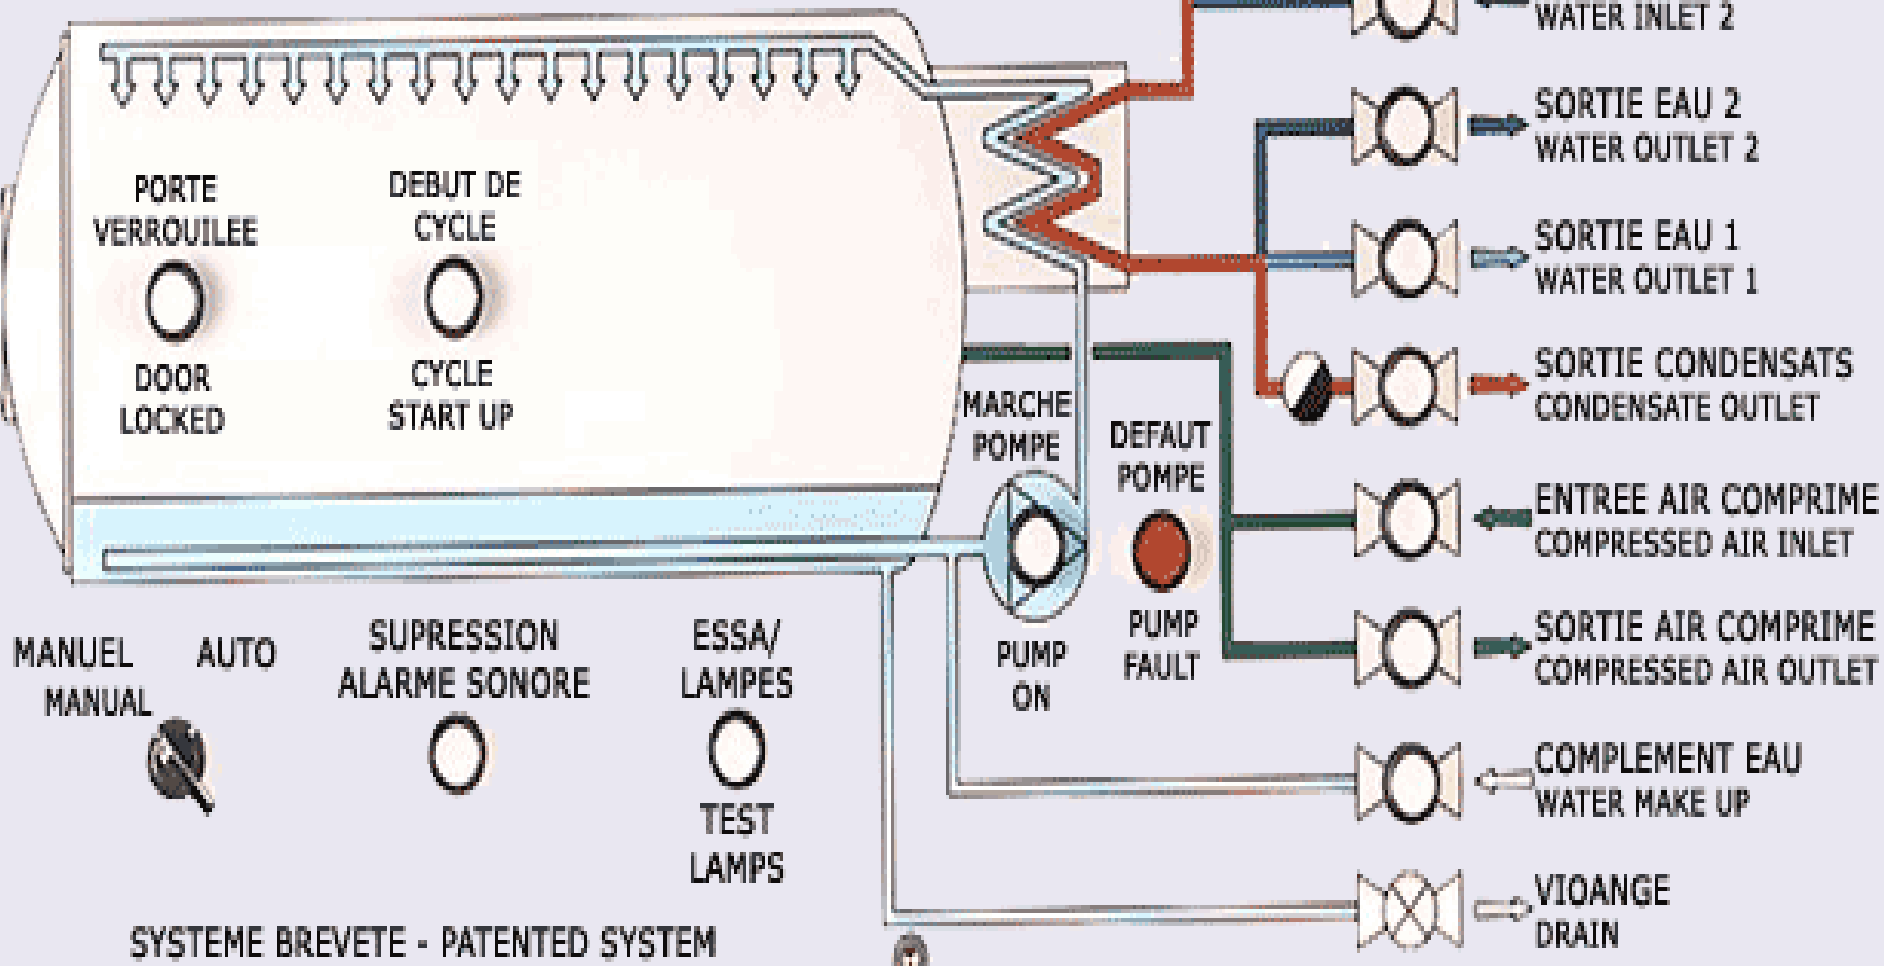 WATER INLET 2
SORTIE EAU 2
WATER OUTLET 2
PORTE
VERROUILEE
DEBUT DE
CYCLE
SORTIE EAU 1
WATER OUTLET 1
DOOR
LOCKED
CYCLE
START UP
SORTIE CONDENSATS
CONDENSATE OUTLET
MARCHE
POMPE
DEFAUT
POMPE
ENTREE AIR COMPRIME
COMPRESSED AIR INLET
PUMP
ON
PUMP
FAULT
SORTIE AIR COMPRIME
COMPRESSED AIR OUTLET
MANUEL
MANUAL
AUTO
SUPRESSION
ALARME SONORE
ESSA/
LAMPES
TEST
LAMPS
COMPLEMENT EAU
WATER MAKE UP
VIOANGE
DRAIN
SYSTEME BREVETE - PATENTED SYSTEM